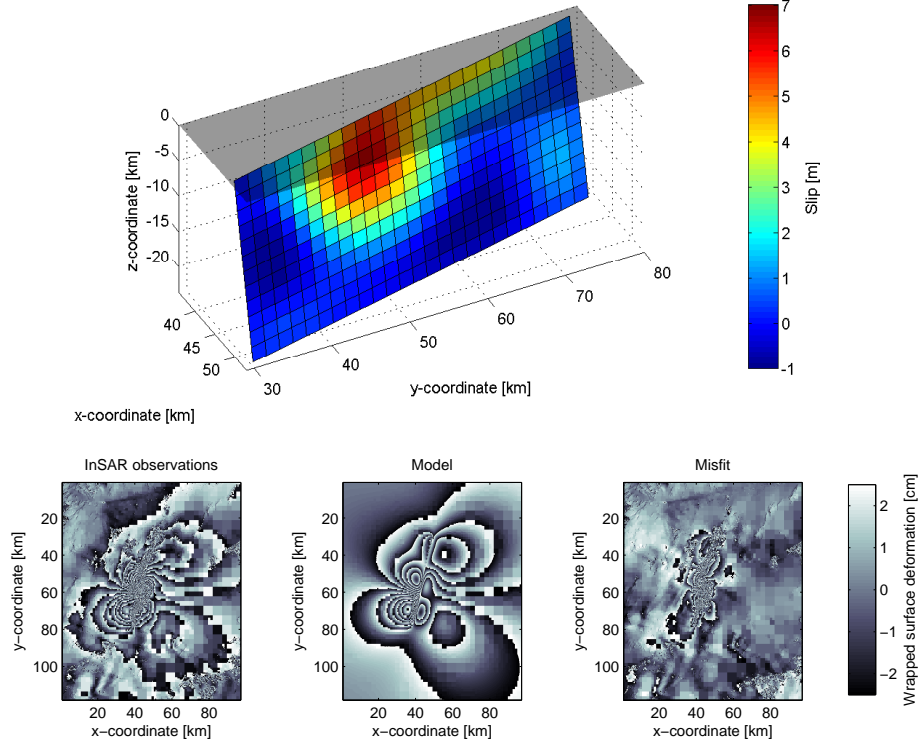 0
-5
-10
-15
-20
z-coordinate [km]
40
45
50
x-coordinate [km]
30
40
50
60
70
80
y-coordinate [km]
7
6
5
4
3
2
1
0
-1
Slip [m]
InSAR observations
20
40
60
80
100
y-coordinate [km]
20 40 60 80
x-coordinate [km]
Model
20
40
60
80
100
y-coordinate [km]
20 40 60 80
x-coordinate [km]
Misfit
20
40
60
80
100
y-coordinate [km]
20 40 60 80
x-coordinate [km]
2
1
0
−1
−2
Wrapped surface deformation [cm]